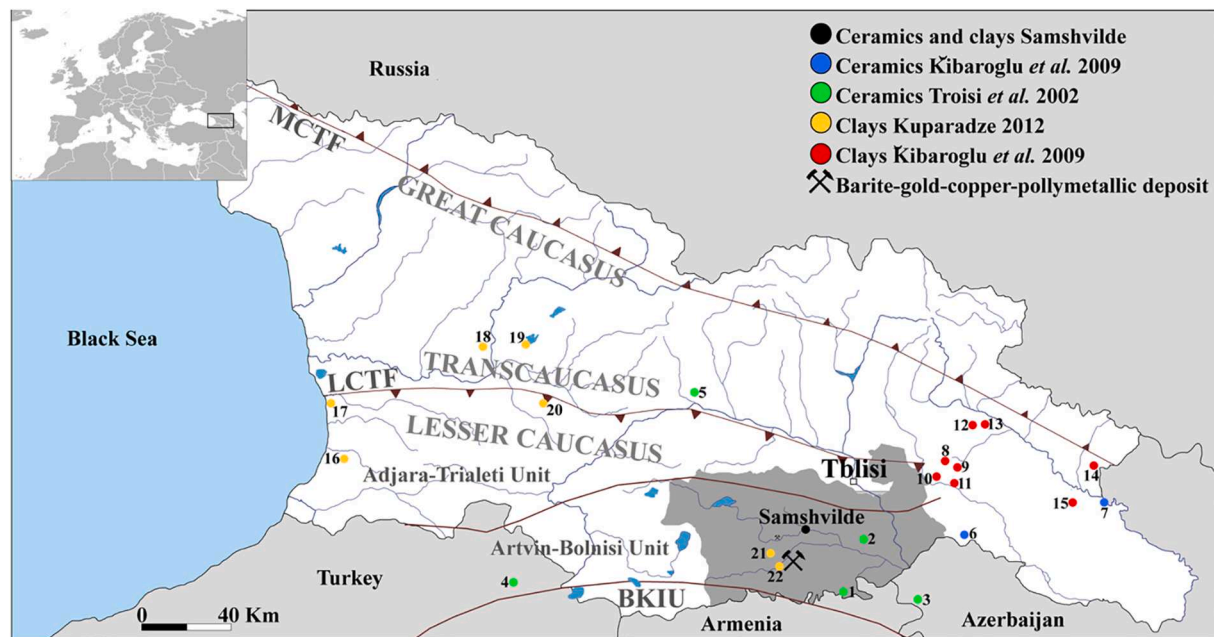 Russia
Ceramics and clays Samshvilde
Ceramics Kǐbaroglu et al. 2009
Ceramics Troisi et al. 2002
Clays Kuparadze 2012
Clays Kǐbaroglu et al. 2009
Barite-gold-copper-pollymetallic deposit
MCTF
GREAT CAUCASUS
Black Sea
18
19
TRANSCAUCASUS
5
LCTF
17
20
LESSER CAUCASUS
12
13
16
Adjara-Trialeti Unit
Tblisi
8
9
10
11
14
15
7
Samshvilde
2
6
Artvin-Bolnisi Unit
21
22
Turkey
4
BKIU
1
3
0
40 Km
Armenia
Azerbaijan